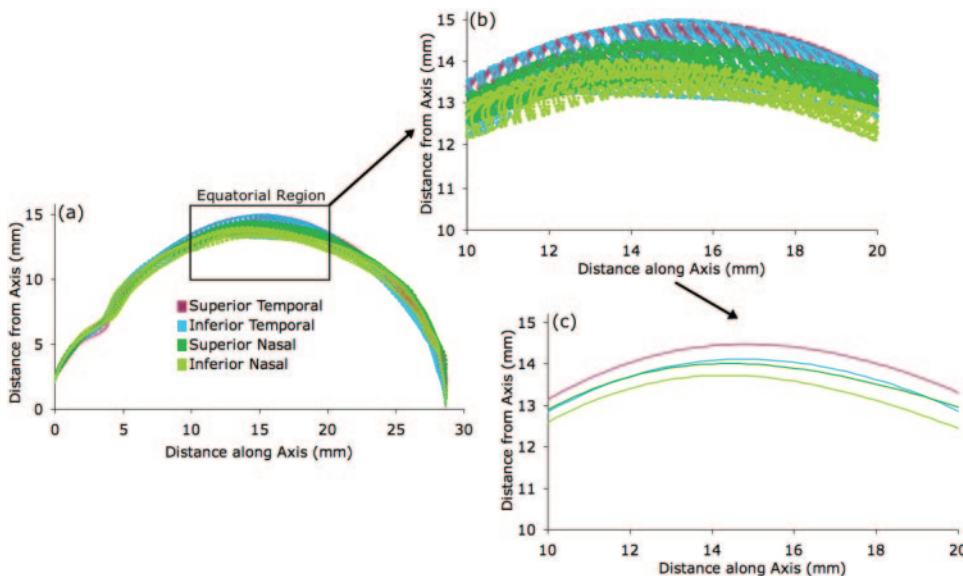 (a)
Equatorial Region
15
10
5
0
0 5 10 15 20 25 30
Distance from Axis (mm)
Distance along Axis (mm)
Superior Temporal
Inferior Temporal
Superior Nasal
Inferior Nasal
(b)
15
14
13
12
11
10
10 12 14 16 18 20
Distance from Axis (mm)
Distance along Axis (mm)
(c)
15
14
13
12
11
10
10 12 14 16 18 20
Distance from Axis (mm)
Distance along Axis (mm)